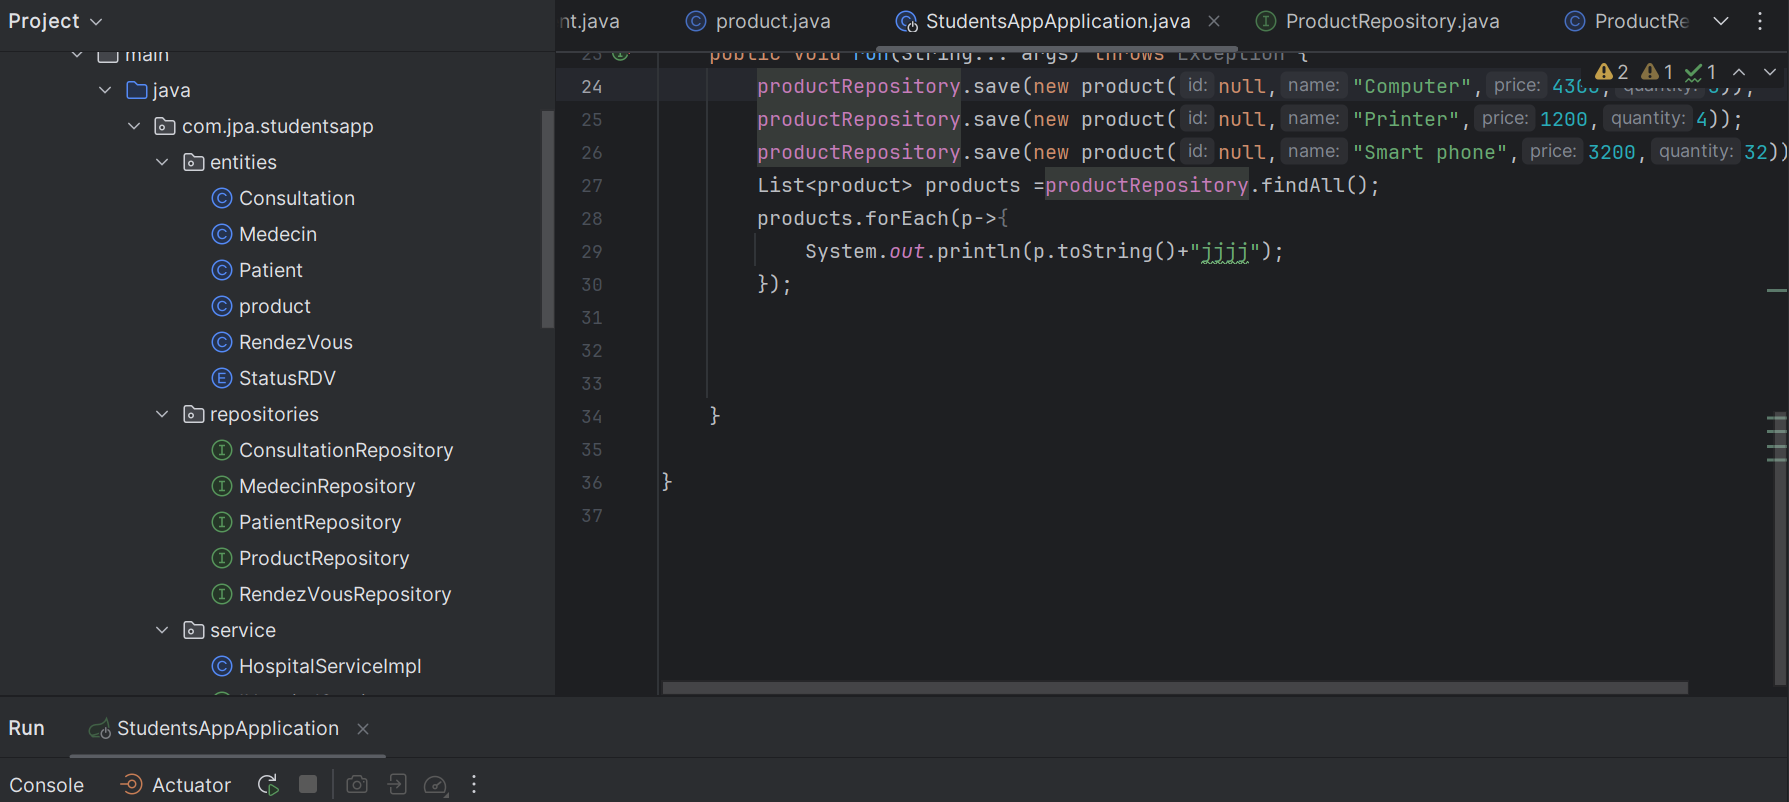 Project
nt.java
product.java
StudentsAppApplication.java
ProductRepository.java
ProductRe
main
java
com.jpa.studentsapp
entities
Consultation
Medecin
Patient
product
RendezVous
StatusRDV
repositories
ConsultationRepository
MedecinRepository
PatientRepository
ProductRepository
RendezVousRepository
service
HospitalServiceImpl
2 1 1
23 public void run(String... args) throws Exception {
24 productRepository.save(new product( id: null, name: "Computer", price: 4300, quantity: 3));
25 productRepository.save(new product( id: null, name: "Printer", price: 1200, quantity: 4));
26 productRepository.save(new product( id: null, name: "Smart phone", price: 3200, quantity: 32))
27 List<product> products =productRepository.findAll();
28 products.forEach(p->{
29 System.out.println(p.toString()+"jjjj");
30 });
31
32
33
34 }
35
36 }
37
Run
StudentsAppApplication
Console
Actuator